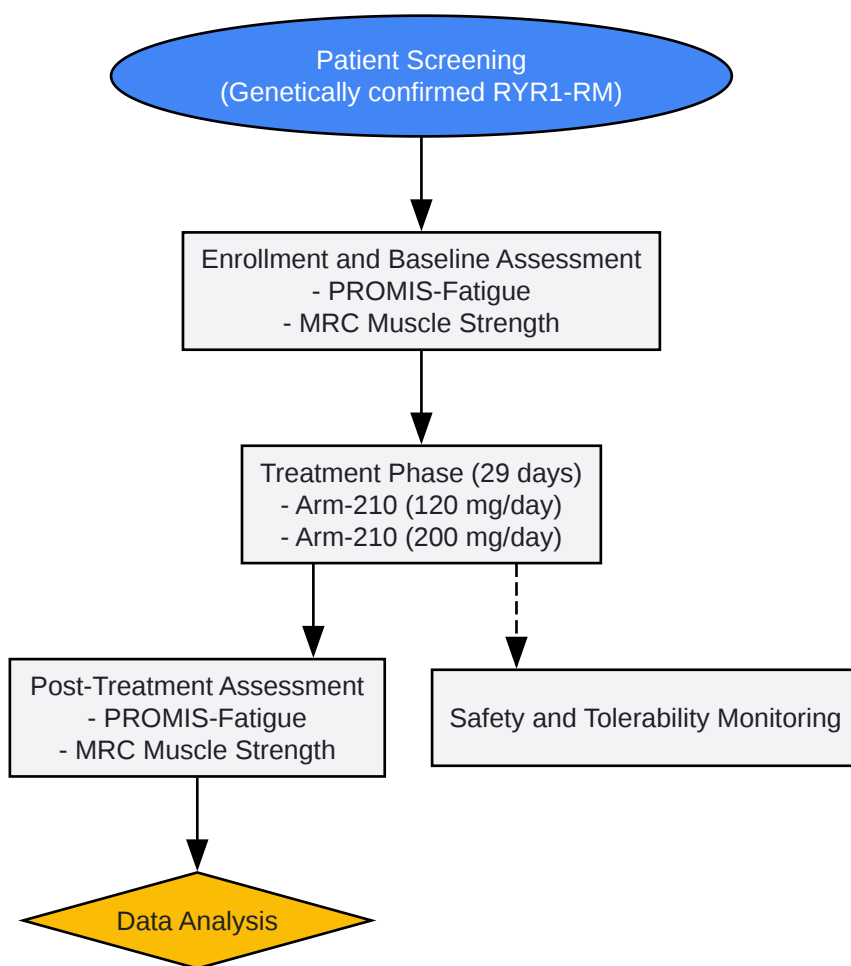 Patient Screening
(Genetically confirmed RYR1-RM)
Enrollment and Baseline Assessment
- PROMIS-Fatigue
- MRC Muscle Strength
Treatment Phase (29 days)
- Arm-210 (120 mg/day)
- Arm-210 (200 mg/day)
Post-Treatment Assessment
- PROMIS-Fatigue
- MRC Muscle Strength
Safety and Tolerability Monitoring
Data Analysis